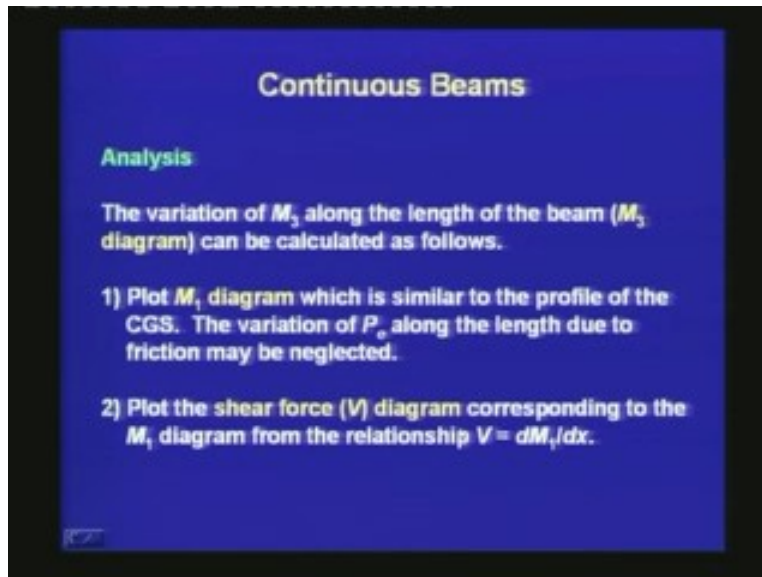 Continuous Beams
Analysis
The variation of M₃ along the length of the beam (M₃
diagram) can be calculated as follows.
1) Plot M₁ diagram which is similar to the profile of the
CGS. The variation of Pₑ along the length due to
friction may be neglected.
2) Plot the shear force (V) diagram corresponding to the
M₁ diagram from the relationship V = dM₁/dx.